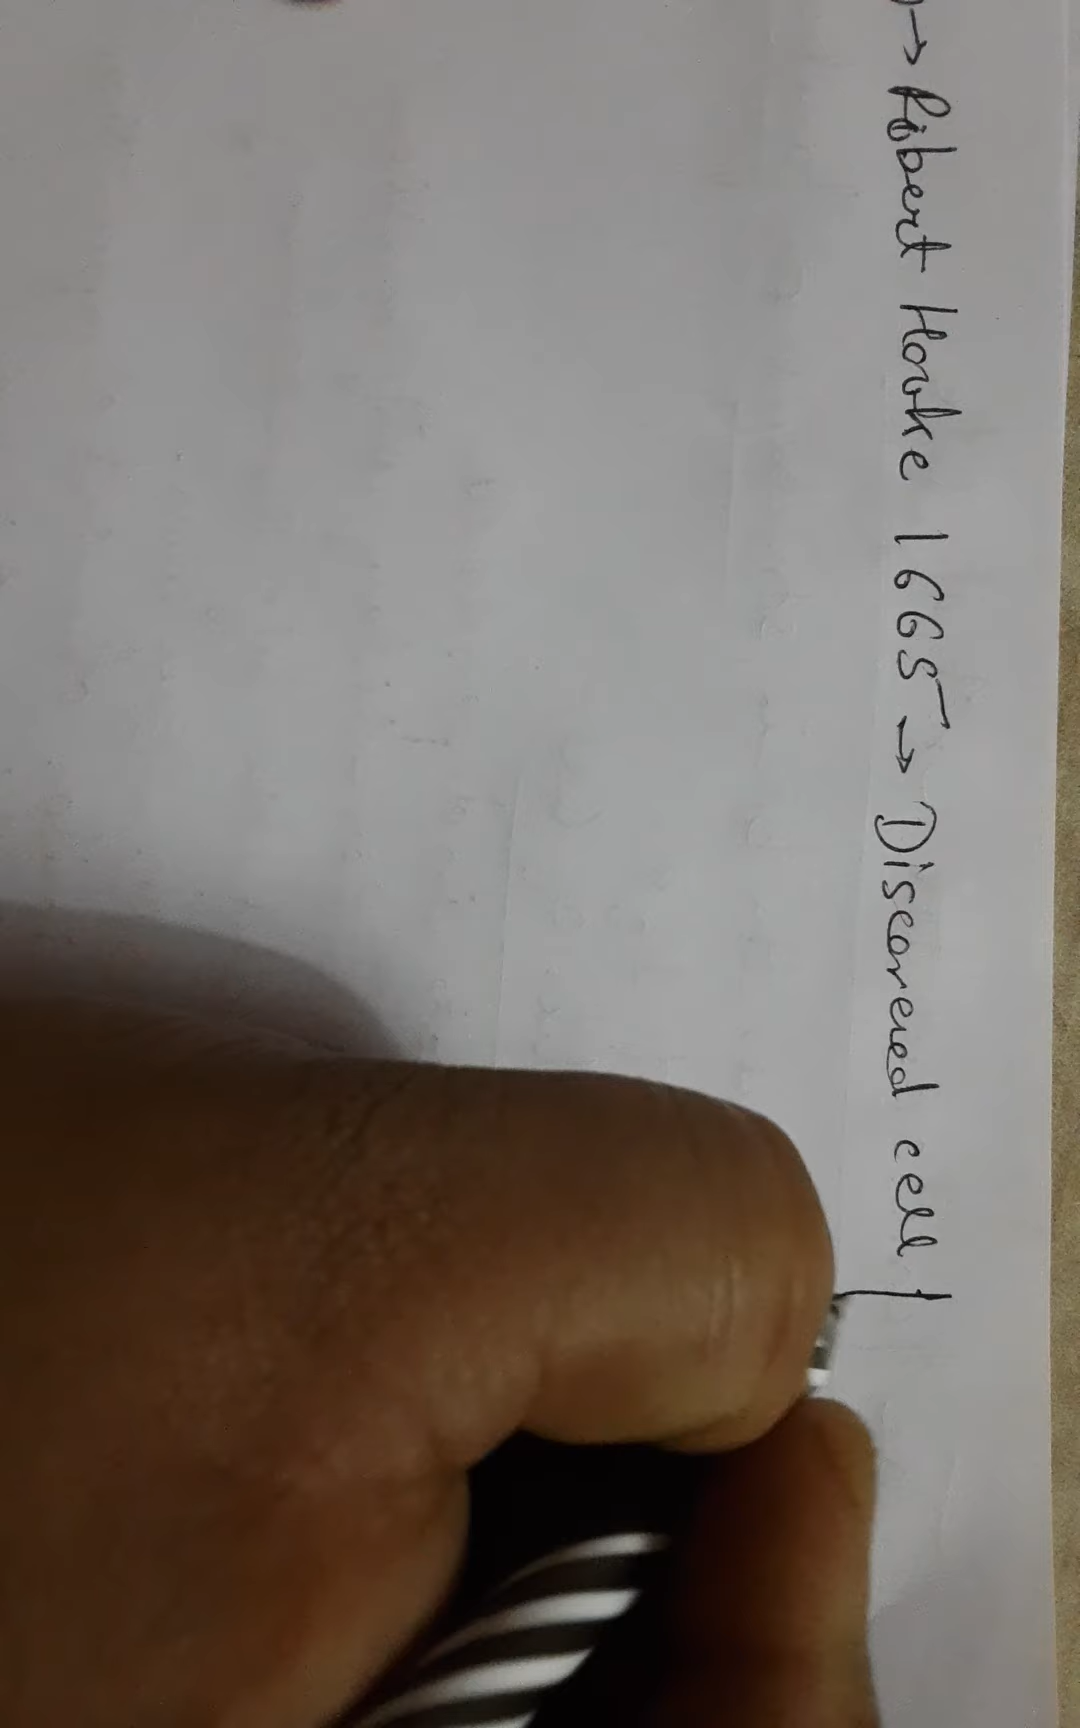 → Robert Hooke 1665 → Discovered cell